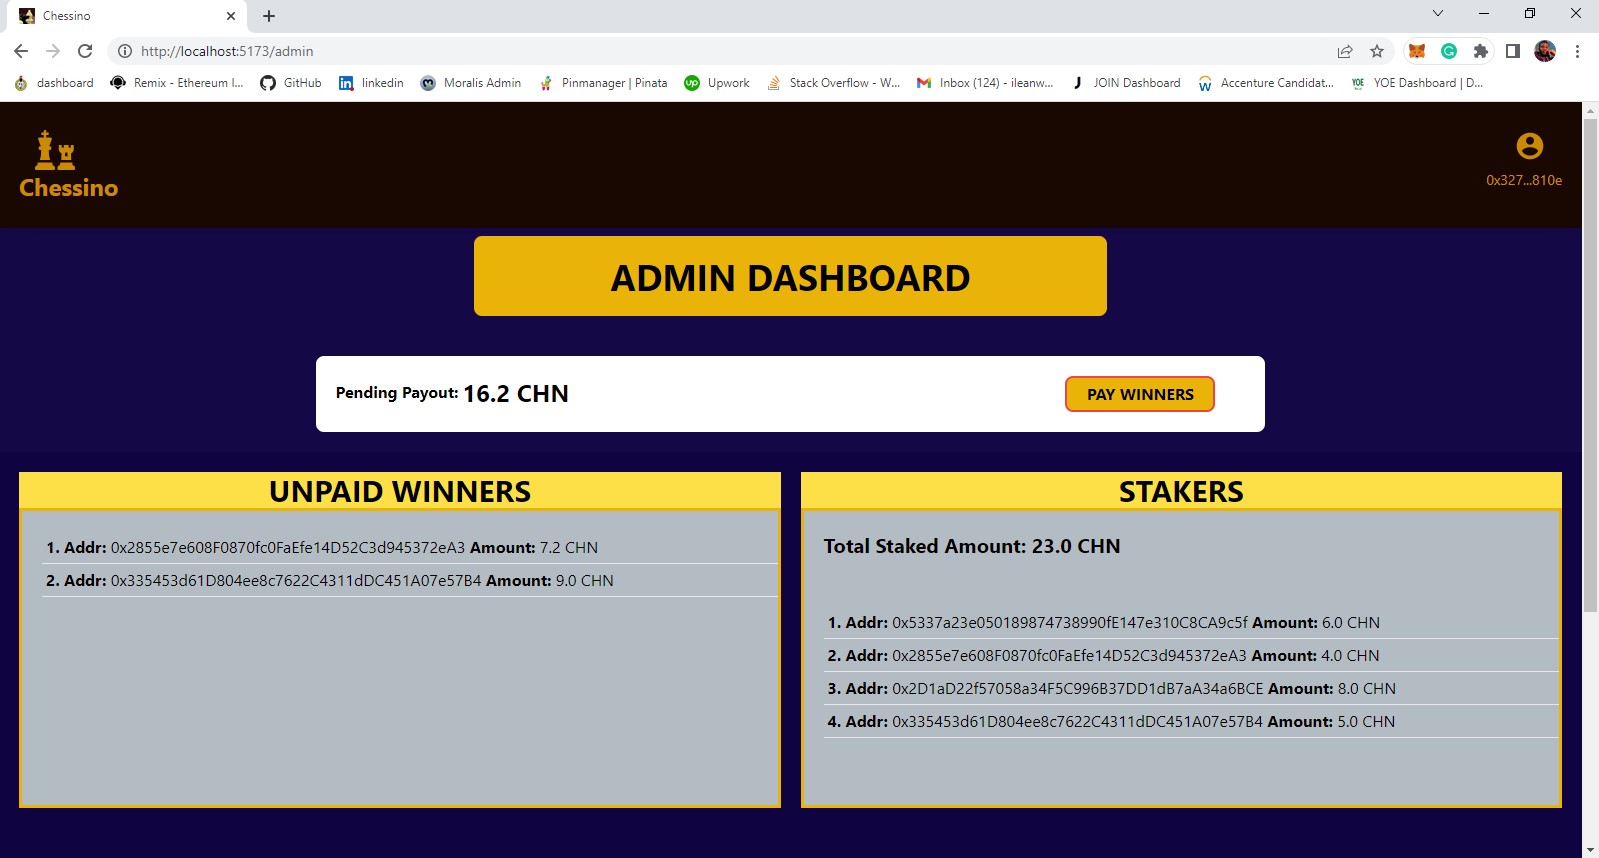 Chessino
http://localhost:5173/admin
dashboard Remix - Ethereum I... GitHub linkedin Moralis Admin Pinmanager | Pinata Upwork Stack Overflow - W... Inbox (124) - ileanw... JOIN Dashboard Accenture Candidat... YOE Dashboard | D...
Chessino
0x327...810e
ADMIN DASHBOARD
Pending Payout: 16.2 CHN
PAY WINNERS
UNPAID WINNERS
1. Addr: 0x2855e7e608F0870fc0FaEfe14D52C3d945372eA3 Amount: 7.2 CHN
2. Addr: 0x335453d61D804ee8c7622C4311dDC451A07e57B4 Amount: 9.0 CHN
STAKERS
Total Staked Amount: 23.0 CHN
1. Addr: 0x5337a23e050189874738990fE147e310C8CA9c5f Amount: 6.0 CHN
2. Addr: 0x2855e7e608F0870fc0FaEfe14D52C3d945372eA3 Amount: 4.0 CHN
3. Addr: 0x2D1aD22f57058a34F5C996B37DD1dB7aA34a6BCE Amount: 8.0 CHN
4. Addr: 0x335453d61D804ee8c7622C4311dDC451A07e57B4 Amount: 5.0 CHN